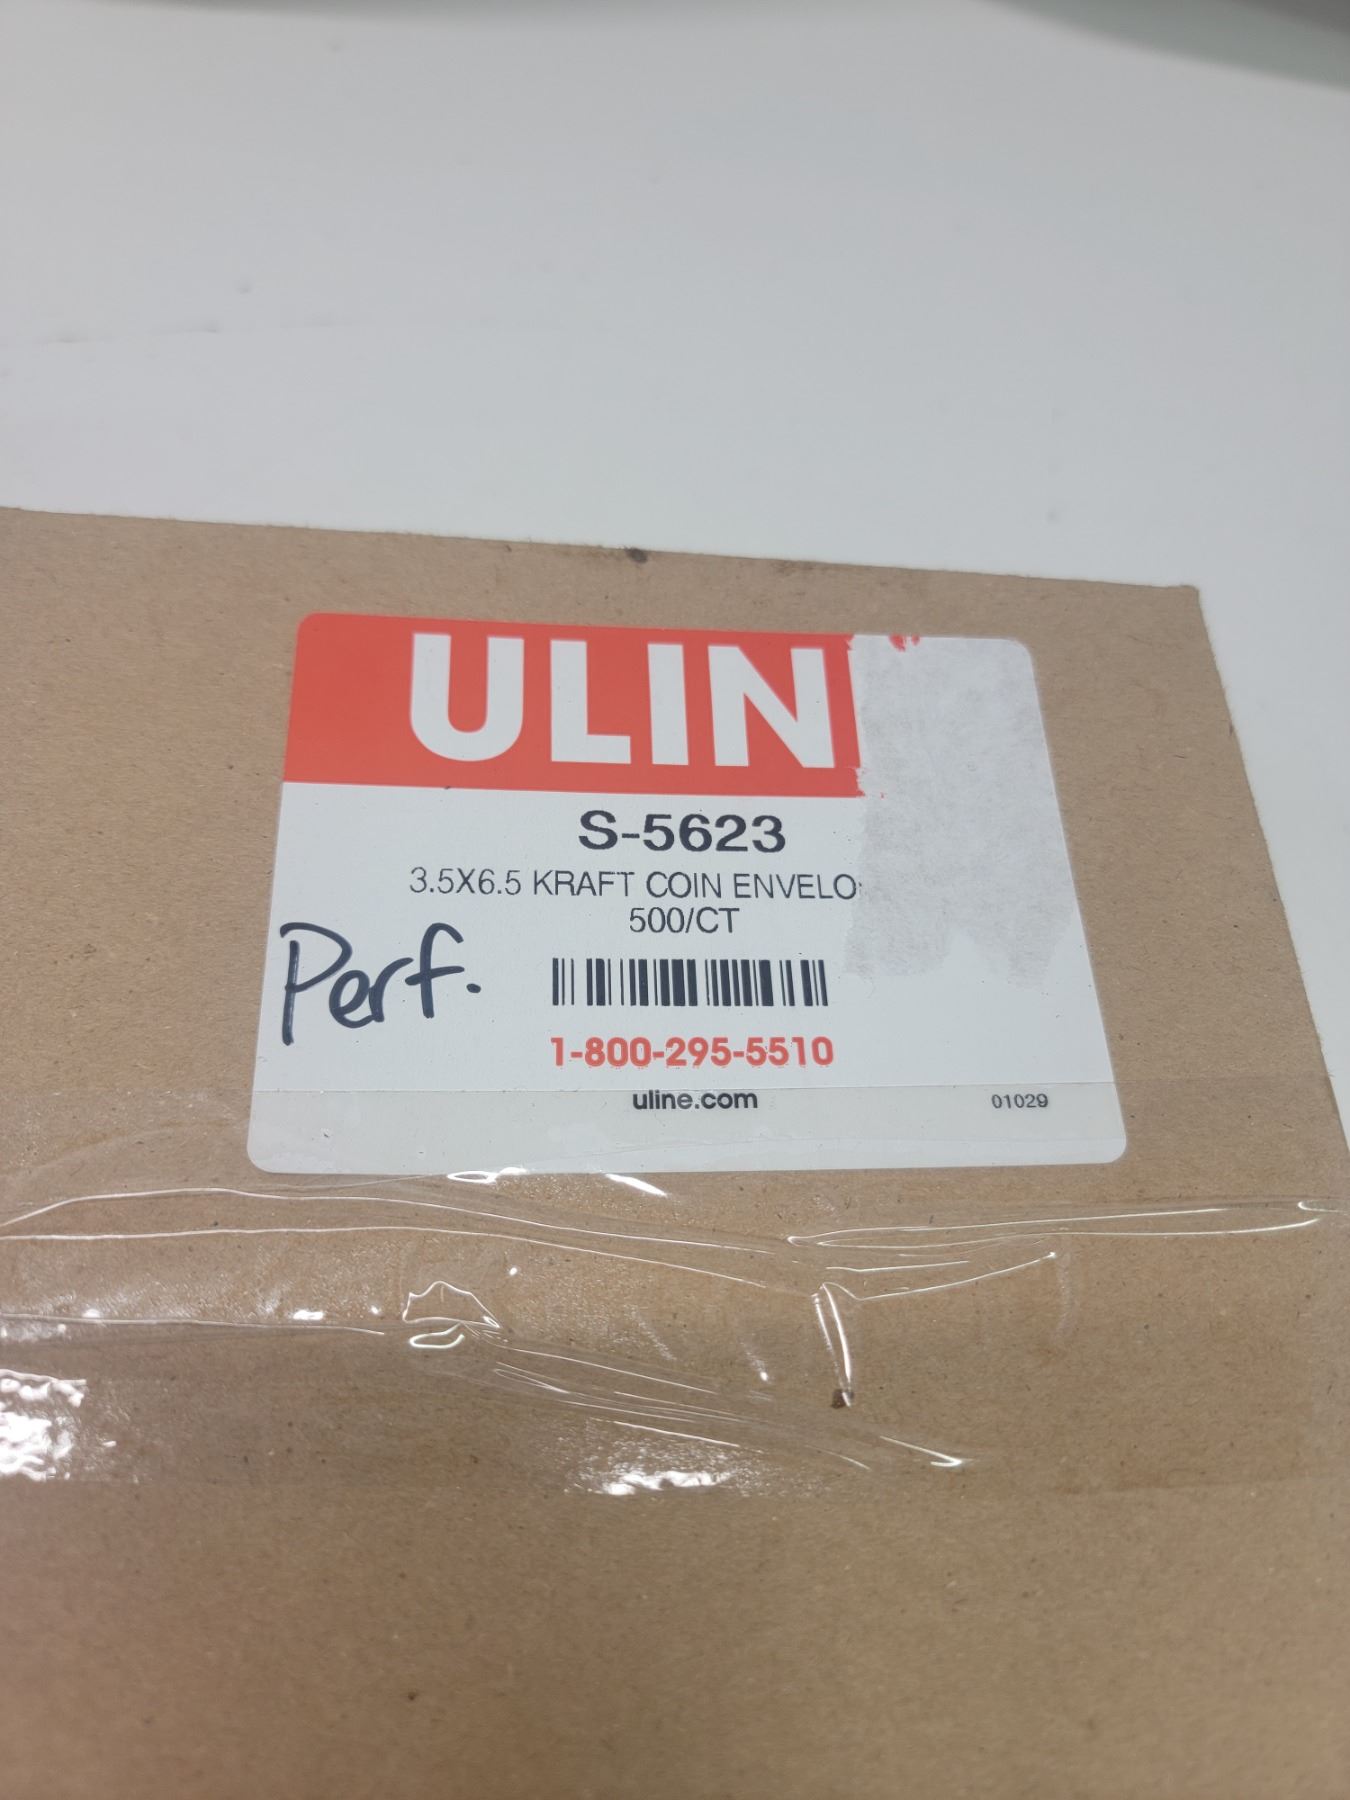 ULIN
S-5623
3.5X6.5 KRAFT COIN ENVELO
500/CT
Perf.
1-800-295-5510
uline.com
01029